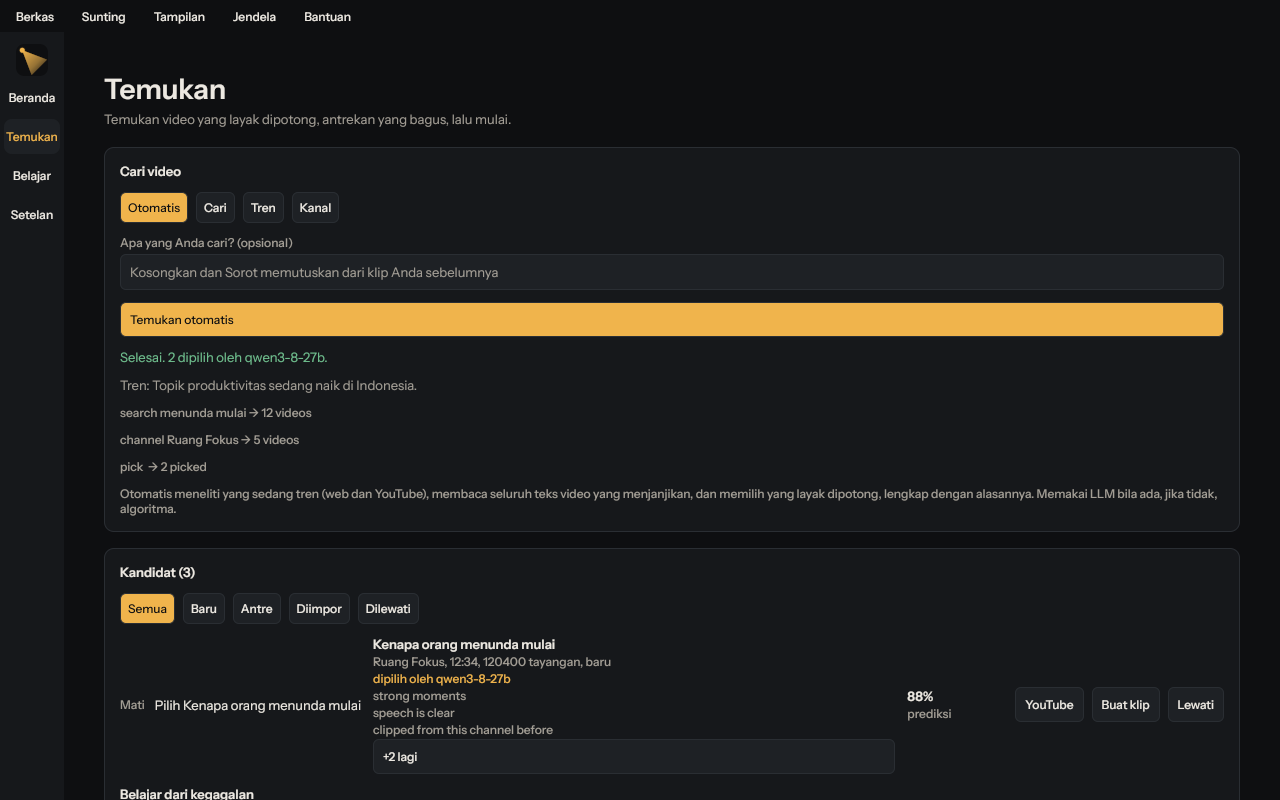 Berkas Sunting Tampilan Jendela Bantuan
Beranda
Temukan
Belajar
Setelan
Temukan
Temukan video yang layak dipotong, antrekan yang bagus, lalu mulai.
Cari video
Otomatis Cari Tren Kanal
Apa yang Anda cari? (opsional)
Kosongkan dan Sorot memutuskan dari klip Anda sebelumnya
Temukan otomatis
Selesai. 2 dipilih oleh qwen3-8-27b.
Tren: Topik produktivitas sedang naik di Indonesia.
search menunda mulai → 12 videos
channel Ruang Fokus → 5 videos
pick → 2 picked
Otomatis meneliti yang sedang tren (web dan YouTube), membaca seluruh teks video yang menjanjikan, dan memilih yang layak dipotong, lengkap dengan alasannya. Memakai LLM bila ada, jika tidak,
algoritma.
Kandidat (3)
Semua Baru Antre Diimpor Dilewati
Mati Pilih Kenapa orang menunda mulai
Kenapa orang menunda mulai
Ruang Fokus, 12:34, 120400 tayangan, baru
dipilih oleh qwen3-8-27b
strong moments
speech is clear
clipped from this channel before
+2 lagi
88%
prediksi
YouTube Buat klip Lewati
Belajar dari kegagalan